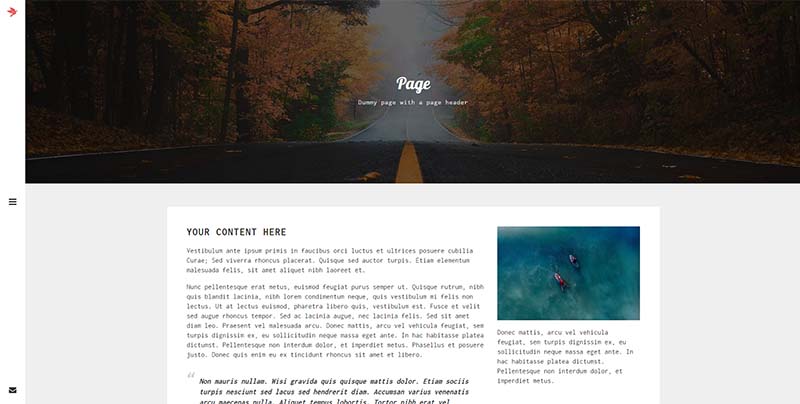 Page
Dummy page with a page header
YOUR CONTENT HERE
Vestibulum ante ipsum primis in faucibus orci luctus et ultrices posuere cubilia
Curae; Sed viverra rhoncus placerat. Quisque sed auctor turpis. Etiam elementum
malesuada felis, sit amet aliquet nibh laoreet et.
Nunc pellentesque erat metus, euismod feugiat purus semper ut. Quisque rutrum, nibh
quis blandit lacinia, nibh lorem condimentum neque, quis vestibulum mi felis non
lectus. Ut at lectus euismod, pharetra libero quis, vestibulum est. Fusce et velit
sed augue rhoncus tempor. Sed ac lacinia augue, nec lacinia felis. Sed sit amet
diam leo. Praesent vel malesuada arcu. Donec mattis, arcu vel vehicula feugiat, sem
turpis dignissim ex, eu sollicitudin neque massa eget ante. In hac habitasse platea
dictumst. Pellentesque non interdum dolor, et imperdiet metus. Phasellus et posuere
justo. Donec quis enim eu ex tincidunt rhoncus sit amet et libero.
“
Non mauris nullam. Wisi gravida quis quisque mattis dolor. Etiam sociis
turpis nesciunt sed lacus sed hendrerit diam. Accumsan varius venenatis
arcu maecenas nulla. Aliquet tempus lobortis. Tortor nibh erat vel
Donec mattis, arcu vel vehicula
feugiat, sem turpis dignissim ex, eu
sollicitudin neque massa eget ante. In
hac habitasse platea dictumst.
Pellentesque non interdum dolor, et
imperdiet metus.